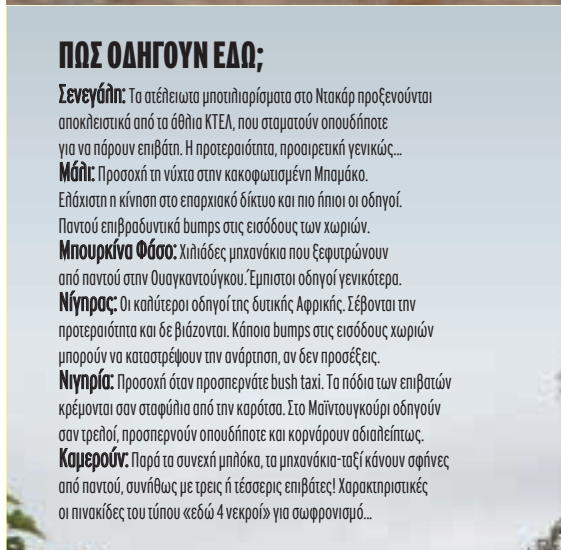 ΠΩΣ ΟΔΗΓΟΥΝ ΕΔΩ;
Σενεγάλη: Τα ατέλειωτα μποτιλιαρίσματα στο Ντακάρ προξενούνται
αποκλειστικά από τα άθλια ΚΤΕΛ, που σταματούν οπουδήποτε
για να πάρουν επιβάτη. Η προτεραιότητα, προαιρετική γενικώς...
Μάλι: Προσοχή τη νύχτα στην κακοφωτισμένη Μπαμάκο.
Ελάχιστη η κίνηση στο επαρχιακό δίκτυο και πιο ήπιοι οι οδηγοί.
Παντού επιβραδυντικά bumps στις εισόδους των χωριών.
Μπουρκίνα Φάσο: Χιλιάδες μηχανάκια που ξεφυτρώνουν
από παντού στην Ουαγκαντούγκου. Έμπιστοι οδηγοί γενικότερα.
Νίγηρας: Οι καλύτεροι οδηγοί της δυτικής Αφρικής. Σέβονται την
προτεραιότητα και δε βιάζονται. Κάποια bumps στις εισόδους χωριών
μπορούν να καταστρέψουν την ανάρτηση, αν δεν προσέξεις.
Νιγηρία: Προσοχή όταν προσπερνάτε bush taxi. Τα πόδια των επιβατών
κρέμονται σαν σταφύλια από την καρότσα. Στο Μαϊντουγκούρι οδηγούν
σαν τρελοί, προσπερνούν οπουδήποτε και κορνάρουν αδιαλείπτως.
Καμερούν: Παρά τα συνεχή μπλόκα, τα μηχανάκια-ταξί κάνουν σφήνες
από παντού, συνήθως με τρεις ή τέσσερις επιβάτες! Χαρακτηριστικές
οι πινακίδες του τύπου «εδώ 4 νεκροί» για σωφρονισμό...